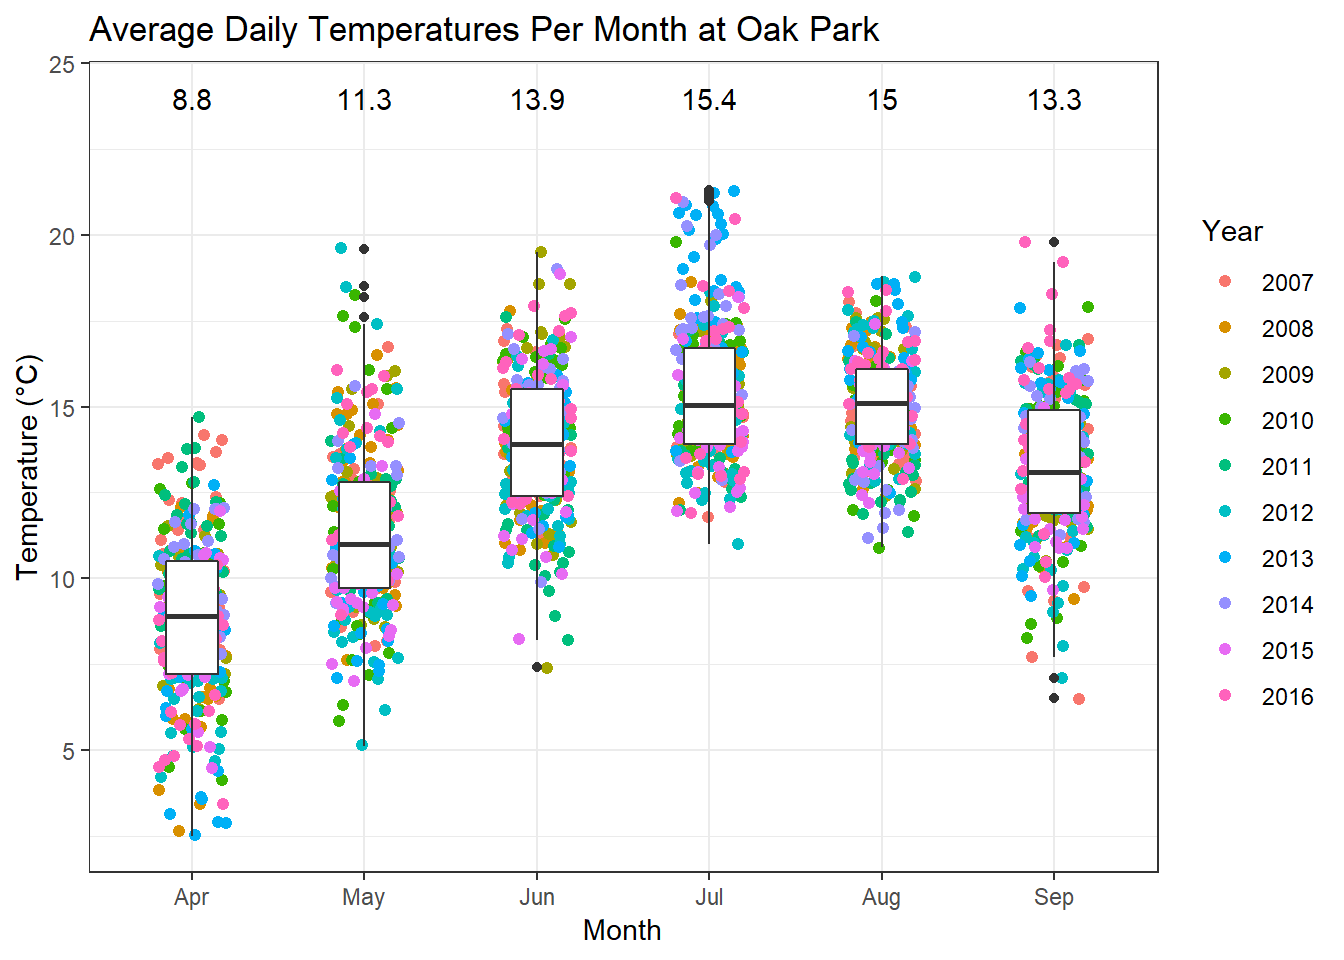 Average Daily Temperatures Per Month at Oak Park
25
8.8 11.3 13.9 15.4 15 13.3
20
15
10
5
Temperature (°C)
Apr May Jun Jul Aug Sep
Month
Year
2007
2008
2009
2010
2011
2012
2013
2014
2015
2016